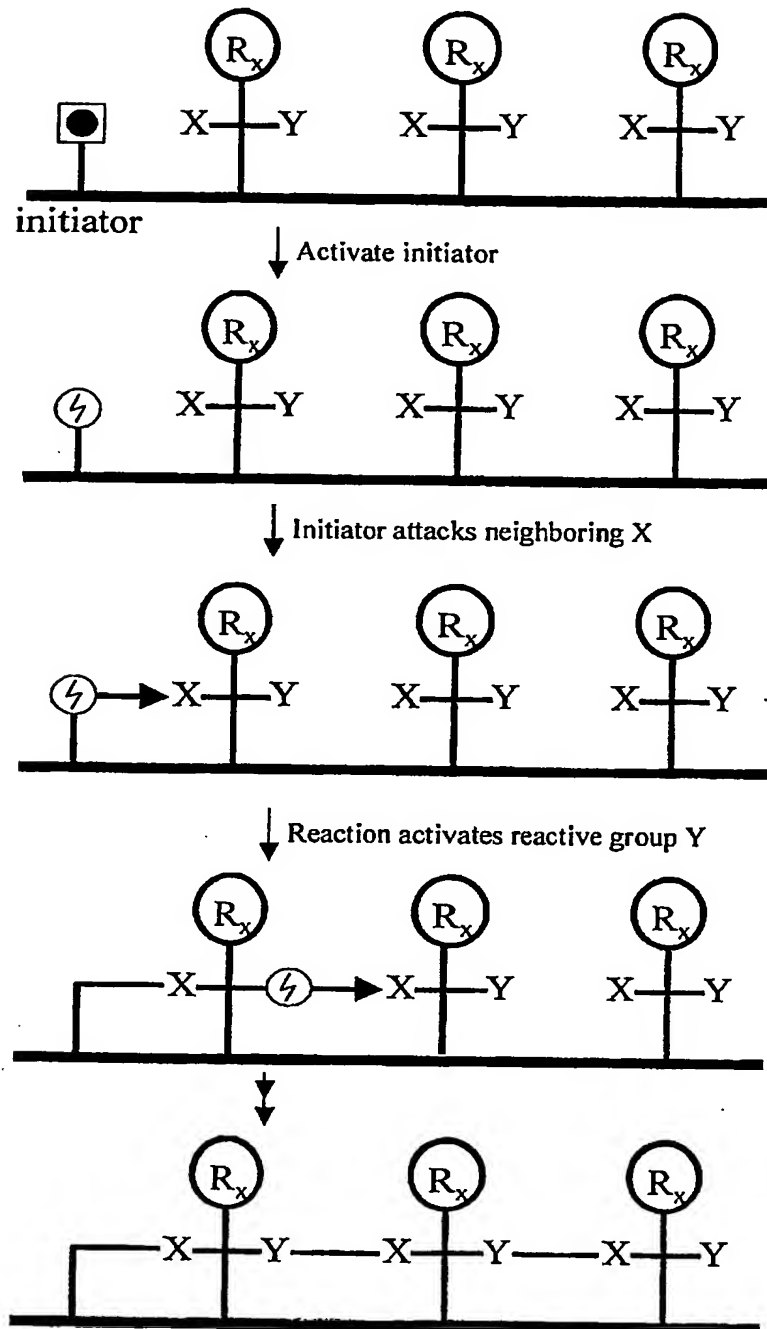 Rx Rx Rx
X Y X Y X Y
initiator
Activate initiator
Rx Rx Rx
X Y X Y X Y
Initiator attacks neighboring X
Rx Rx Rx
X Y X Y X Y
Reaction activates reactive group Y
Rx Rx Rx
X X Y X Y
Rx Rx Rx
X Y X Y X Y